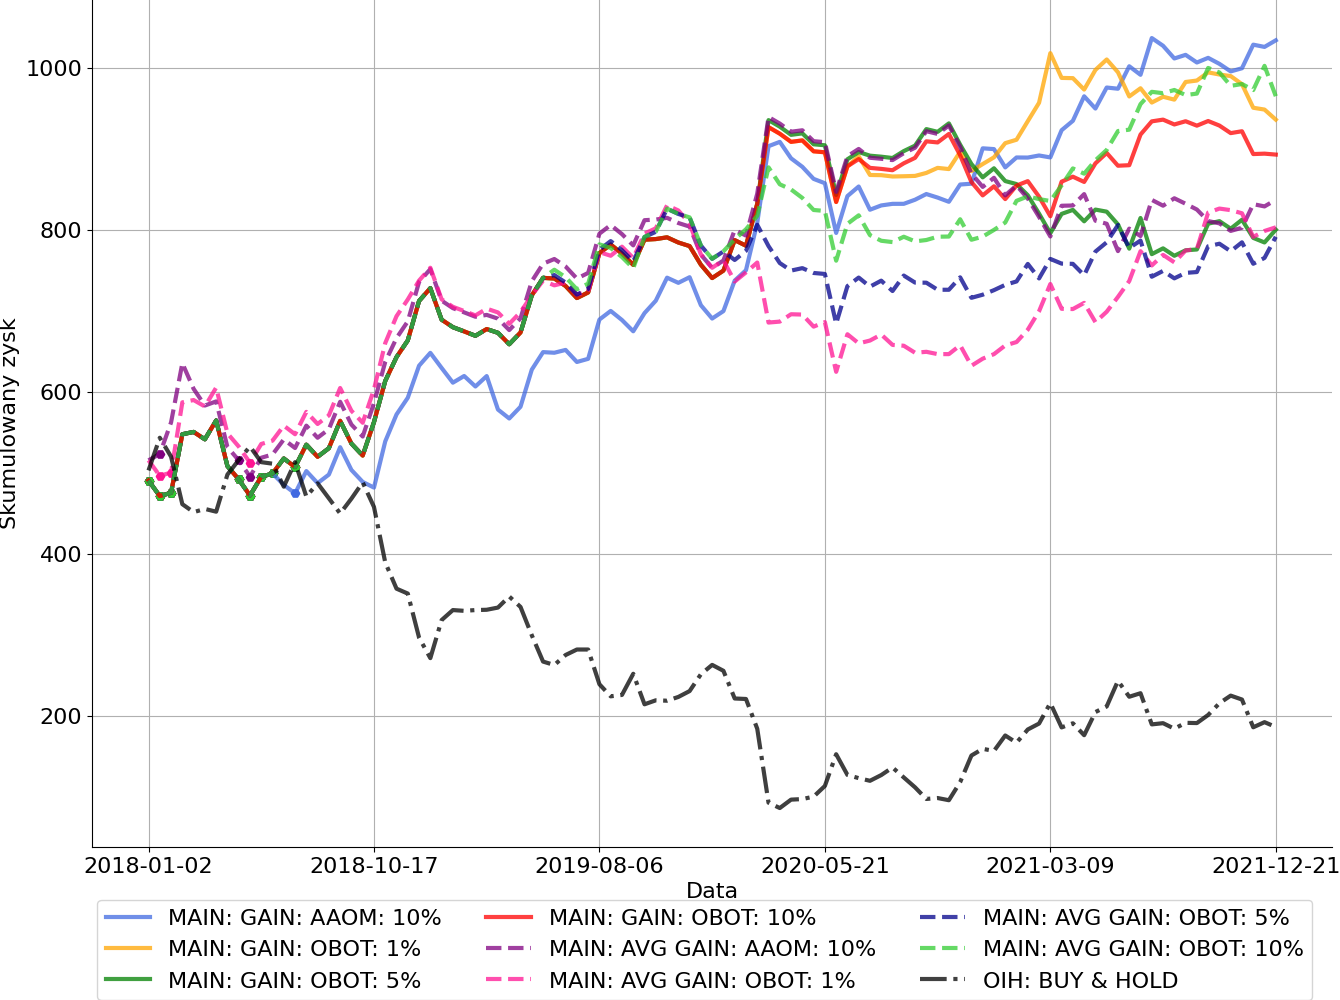 1000
800
600
400
200
Skumulowany zysk
2018-01-02 2018-10-17 2019-08-06 2020-05-21 2021-03-09 2021-12-21
Data
MAIN: GAIN: AAOM: 10% MAIN: GAIN: OBOT: 10% MAIN: AVG GAIN: OBOT: 5%
MAIN: GAIN: OBOT: 1% MAIN: AVG GAIN: AAOM: 10% MAIN: AVG GAIN: OBOT: 10%
MAIN: GAIN: OBOT: 5% MAIN: AVG GAIN: OBOT: 1% OIH: BUY & HOLD